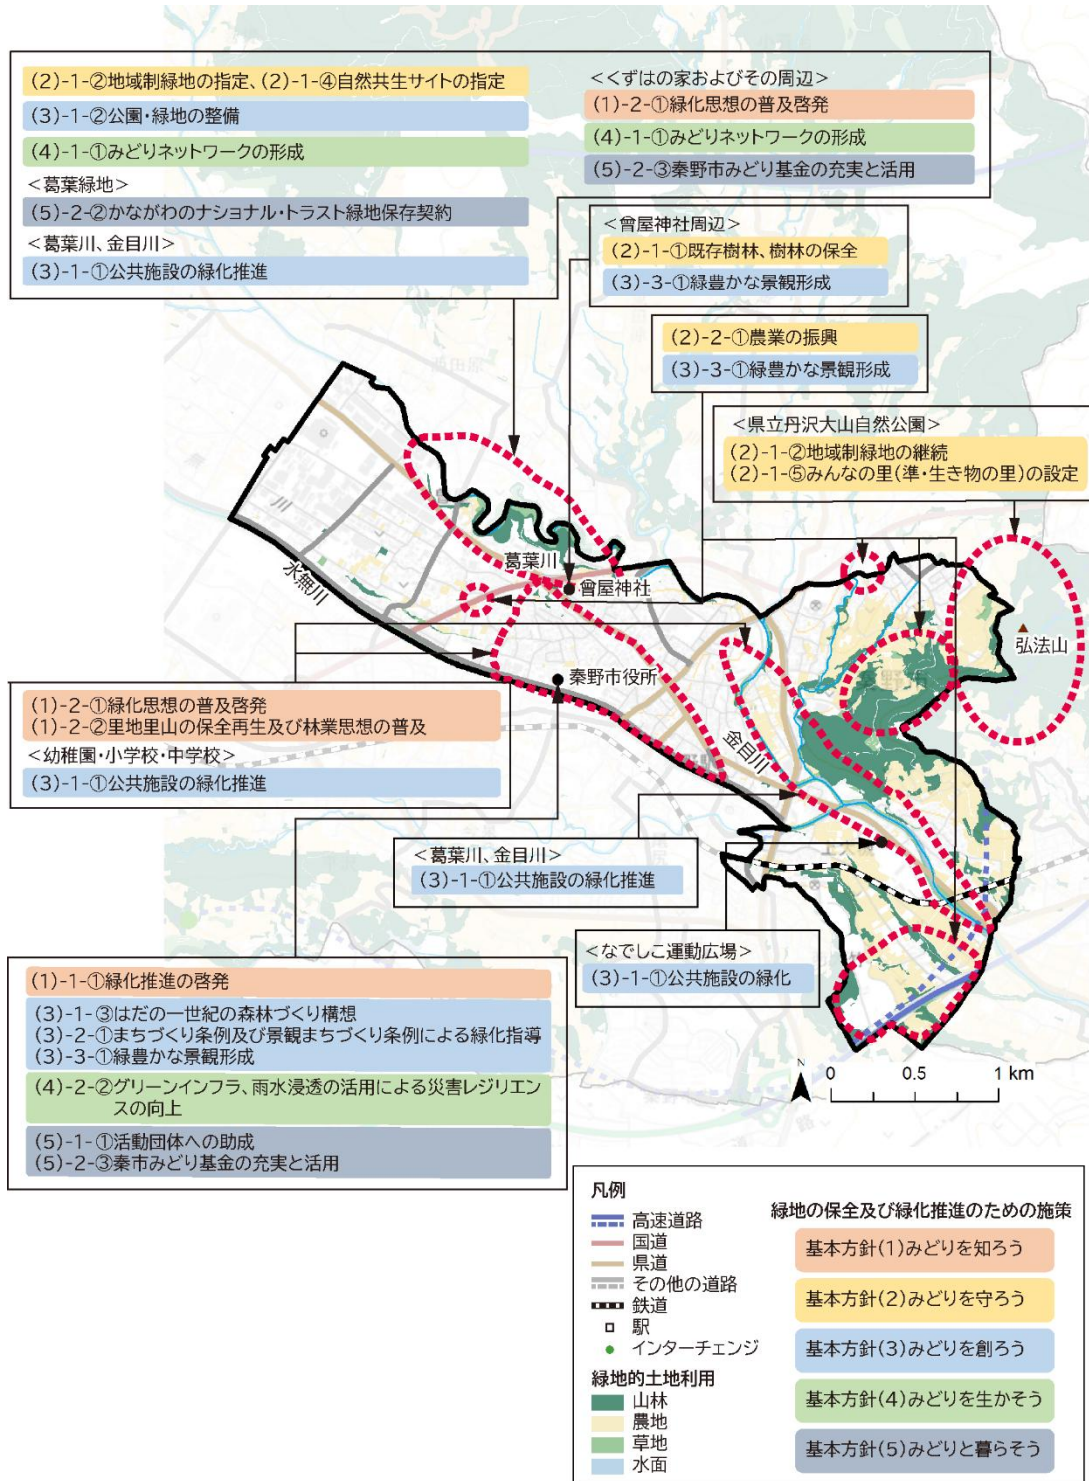 (2)-1-②地域制緑地の指定、(2)-1-④自然共生サイトの指定
(3)-1-②公園・緑地の整備
(4)-1-①みどりネットワークの形成
<葛葉緑地>
(5)-2-②かながわのナショナル・トラスト緑地保存契約
<葛葉川、金目川>
(3)-1-①公共施設の緑化推進
<くずはの家およびその周辺>
(1)-2-①緑化思想の普及啓発
(4)-1-①みどりネットワークの形成
(5)-2-③秦野市みどり基金の充実と活用
<曾屋神社周辺>
(2)-1-①既存樹林、樹林の保全
(3)-3-①緑豊かな景観形成
(2)-2-①農業の振興
(3)-3-①緑豊かな景観形成
<県立丹沢大山自然公園>
(2)-1-②地域制緑地の継続
(2)-1-⑤みんなの里(準・生き物の里)の設定
葛葉川
水無川
曾屋神社
弘法山
秦野市役所
金目川
(1)-2-①緑化思想の普及啓発
(1)-2-②里地里山の保全再生及び林業思想の普及
<幼稚園・小学校・中学校>
(3)-1-①公共施設の緑化推進
<葛葉川、金目川>
(3)-1-①公共施設の緑化推進
<なでしこ運動広場>
(3)-1-①公共施設の緑化
(1)-1-①緑化推進の啓発
(3)-1-③はだの一世紀の森林づくり構想
(3)-2-①まちづくり条例及び景観まちづくり条例による緑化指導
(3)-3-①緑豊かな景観形成
(4)-2-②グリーンインフラ、雨水浸透の活用による災害レジリエン
スの向上
(5)-1-①活動団体への助成
(5)-2-③秦市みどり基金の充実と活用
N
0 0.5 1 km
凡例
高速道路
国道
県道
その他の道路
鉄道
駅
インターチェンジ
緑地的土地利用
山林
農地
草地
水面
緑地の保全及び緑化推進のための施策
基本方針(1)みどりを知ろう
基本方針(2)みどりを守ろう
基本方針(3)みどりを創ろう
基本方針(4)みどりを生かそう
基本方針(5)みどりと暮らそう